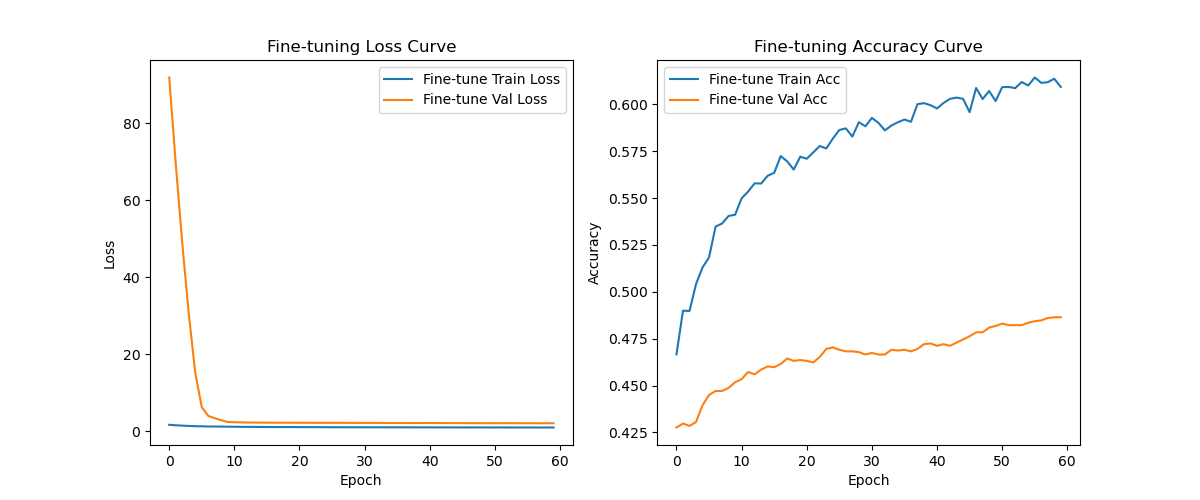 Fine-tuning Loss Curve
Fine-tune Train Loss
Fine-tune Val Loss
80
60
40
20
0
Loss
0 10 20 30 40 50 60
Epoch
Fine-tuning Accuracy Curve
Fine-tune Train Acc
Fine-tune Val Acc
0.600
0.575
0.550
0.525
0.500
0.475
0.450
0.425
Accuracy
0 10 20 30 40 50 60
Epoch